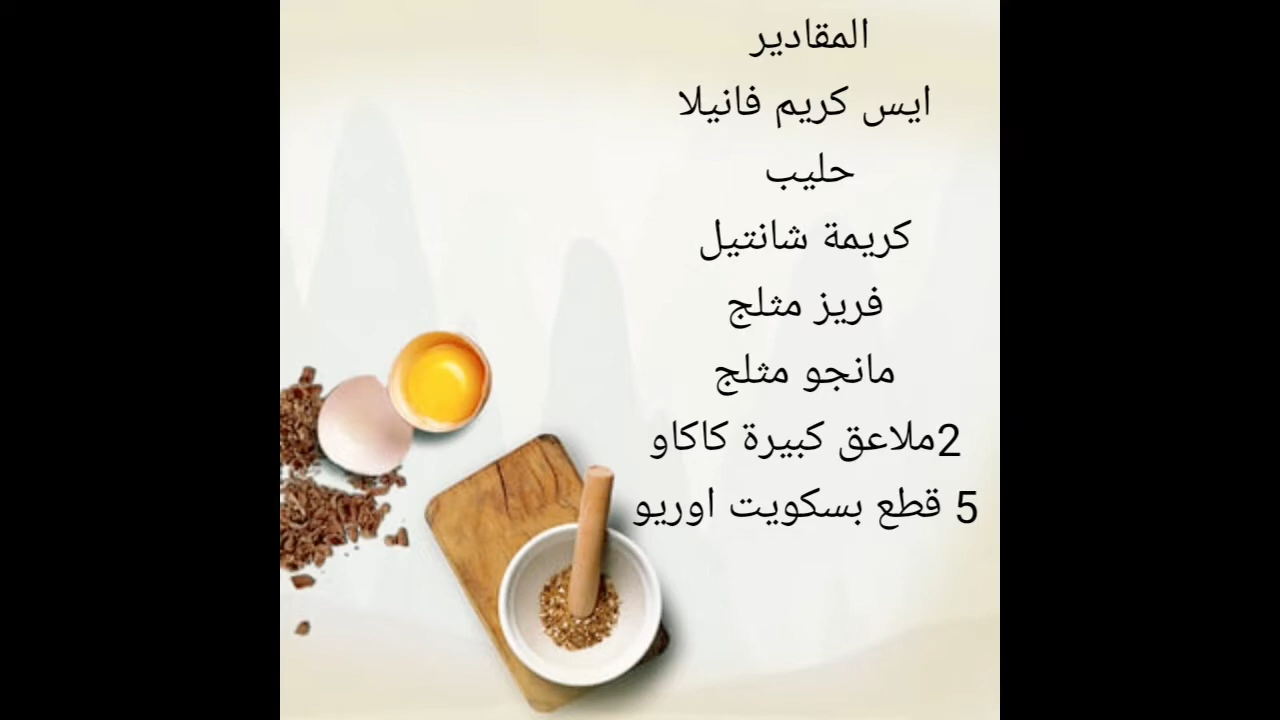 المقادير
ايس كريم فانيلا
حليب
كريمة شانتيل
فريز مثلج
مانجو مثلج
2ملاعق كبيرة كاكاو
5 قطع بسكويت اوريو